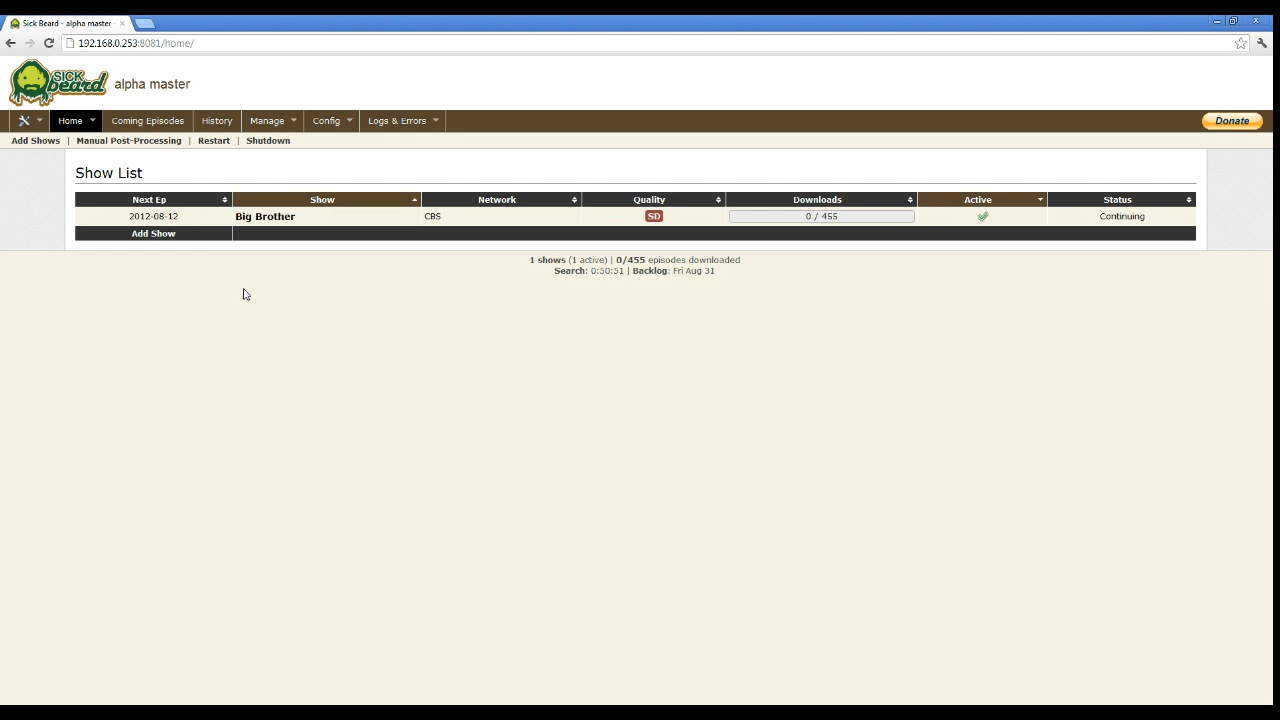 Sick Beard - alpha master
192.168.0.253:8081/home/
SICK beard alpha master
Home Coming Episodes History Manage Config Logs & Errors Donate
Add Shows | Manual Post-Processing | Restart | Shutdown
Show List
Next Ep Show Network Quality Downloads Active Status
2012-08-12 Big Brother CBS SD 0 / 455 Continuing
Add Show
1 shows (1 active) | 0/455 episodes downloaded
Search: 0:50:51 | Backlog: Fri Aug 31